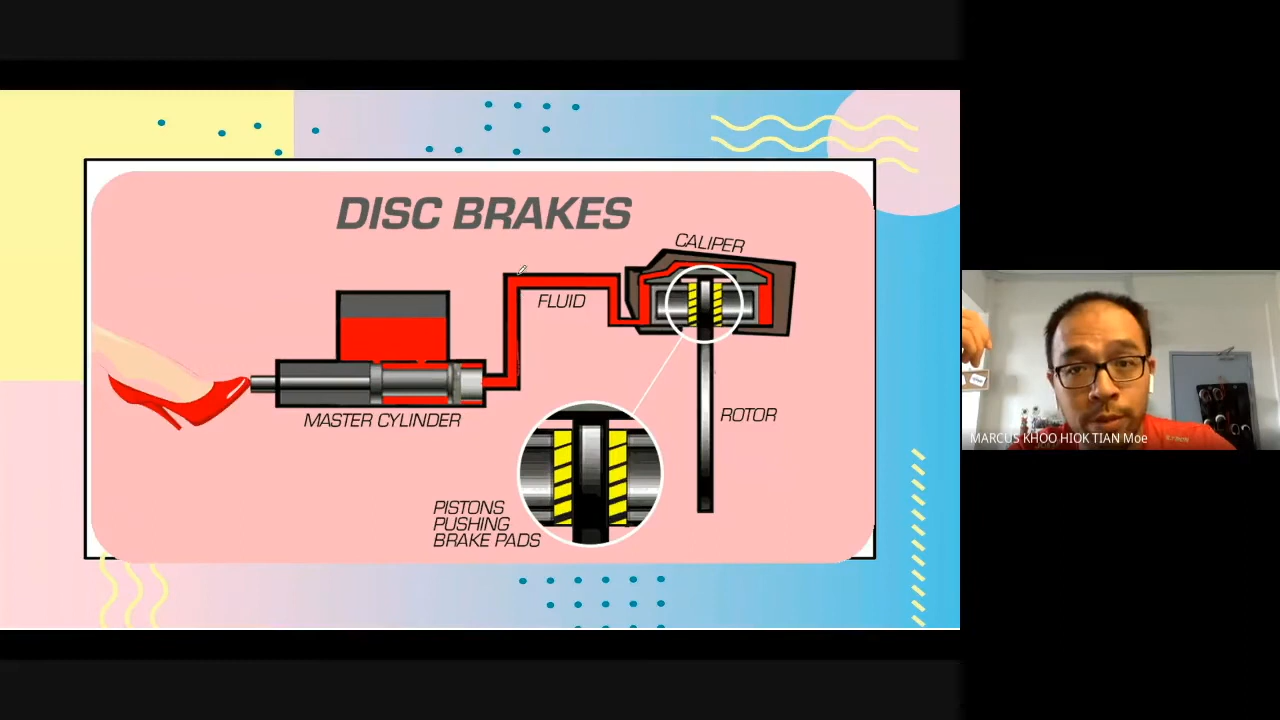 DISC BRAKES
CALIPER
FLUID
MASTER CYLINDER
ROTOR
PISTONS
PUSHING
BRAKE PADS
MARCUS KHOO HIOK TIAN Moe